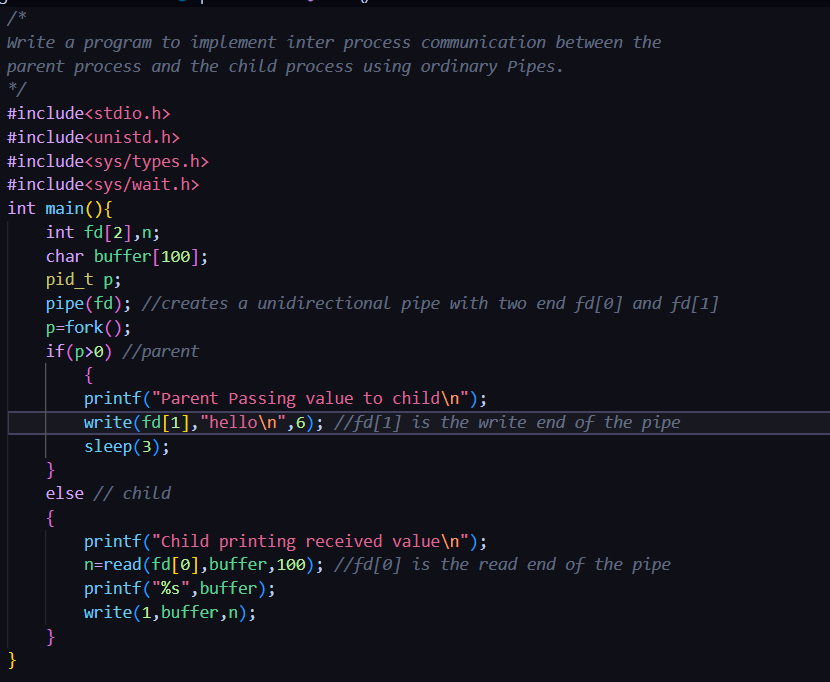 /*
Write a program to implement inter process communication between the
parent process and the child process using ordinary Pipes.
*/
#include<stdio.h>
#include<unistd.h>
#include<sys/types.h>
#include<sys/wait.h>
int main(){
    int fd[2],n;
    char buffer[100];
    pid_t p;
    pipe(fd); //creates a unidirectional pipe with two end fd[0] and fd[1]
    p=fork();
    if(p>0) //parent
        {
        printf("Parent Passing value to child\n");
        write(fd[1],"hello\n",6); //fd[1] is the write end of the pipe
        sleep(3);
    }
    else // child
    {
        printf("Child printing received value\n");
        n=read(fd[0],buffer,100); //fd[0] is the read end of the pipe
        printf("%s",buffer);
        write(1,buffer,n);
    }
}